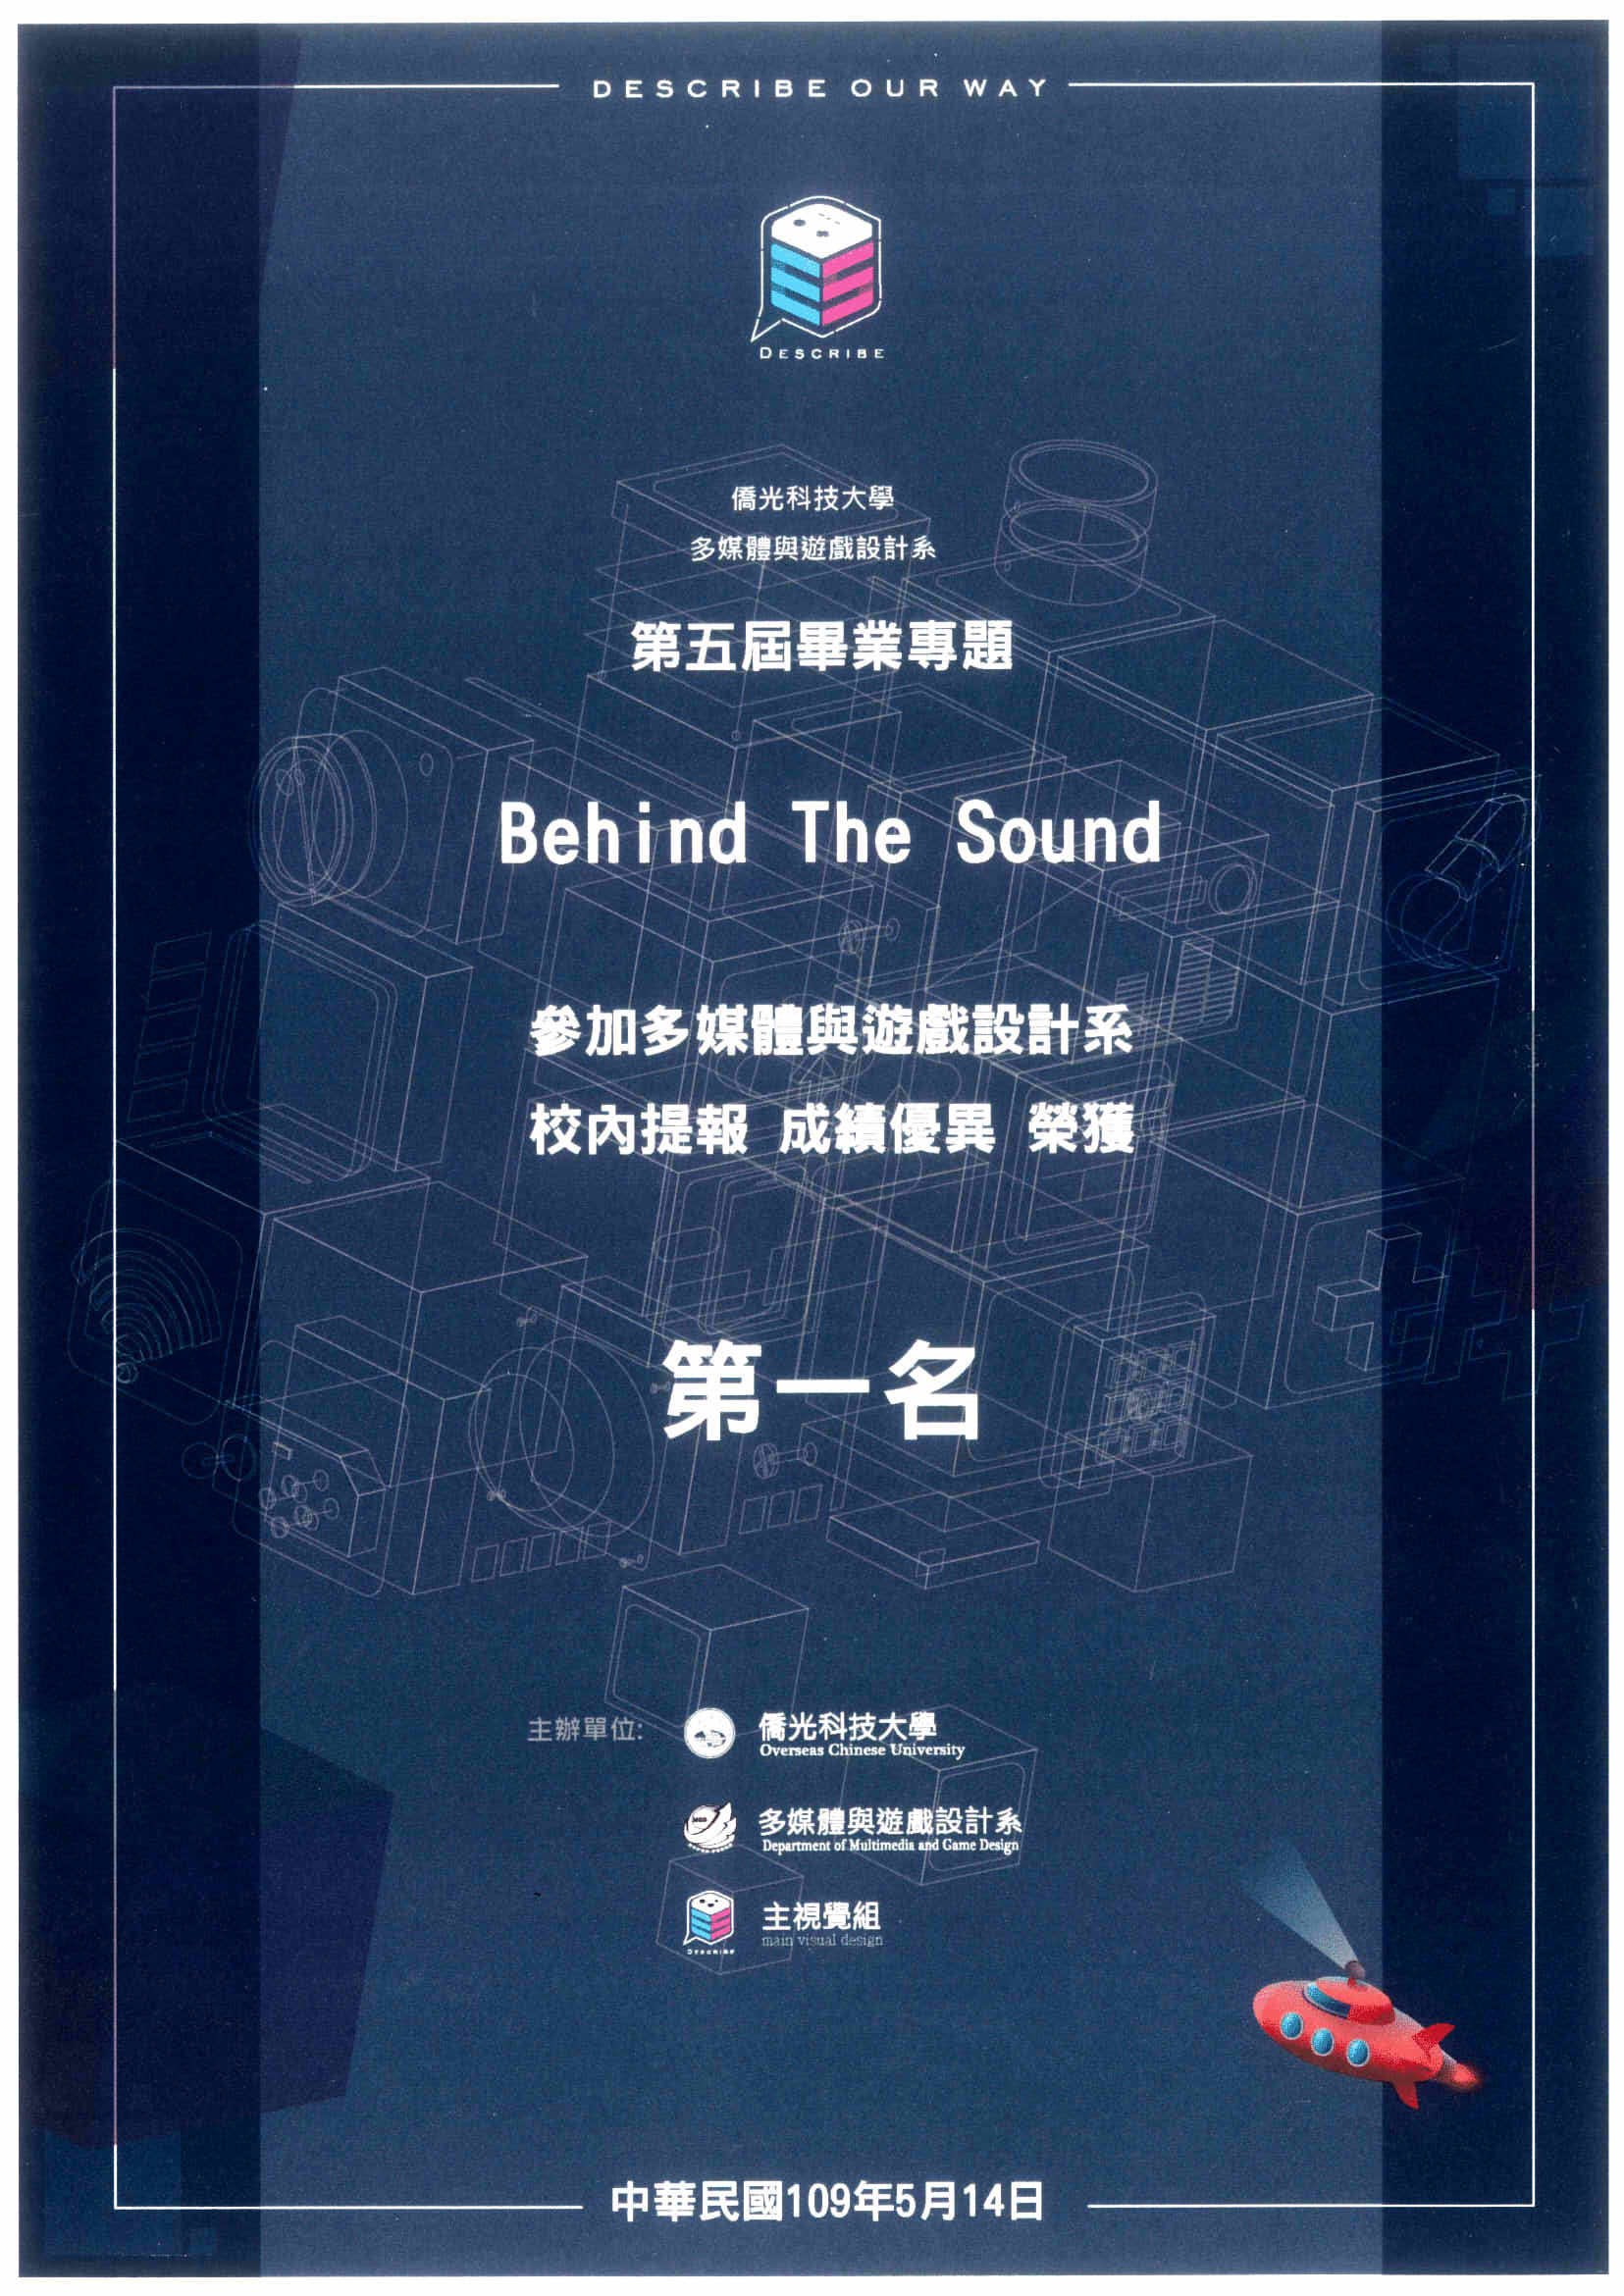 DESCRIBE OUR WAY
DESCRIBE
僑光科技大學
多媒體與遊戲設計系
第五屆畢業專題
Behind The Sound
參加多媒體與遊戲設計系
校內提報 成績優異 榮獲
第一名
主辦單位:
僑光科技大學
Overseas Chinese University
多媒體與遊戲設計系
Department of Multimedia and Game Design
主視覺組
main visual design
DESCRIBE
中華民國109年5月14日